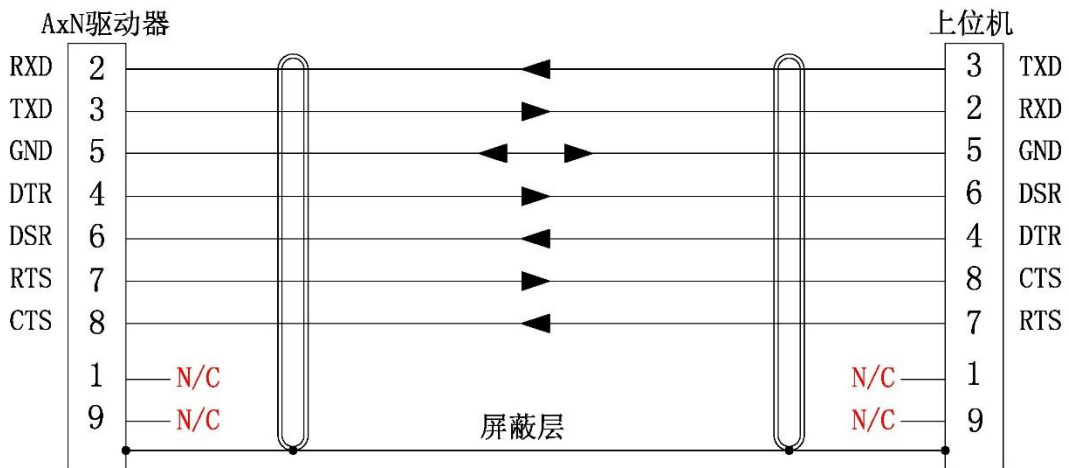 AxN驱动器 上位机
RXD 2 3 TXD
TXD 3 2 RXD
GND 5 5 GND
DTR 4 6 DSR
DSR 6 4 DTR
RTS 7 8 CTS
CTS 8 7 RTS
1 N/C N/C 1
9 N/C N/C 9
屏蔽层